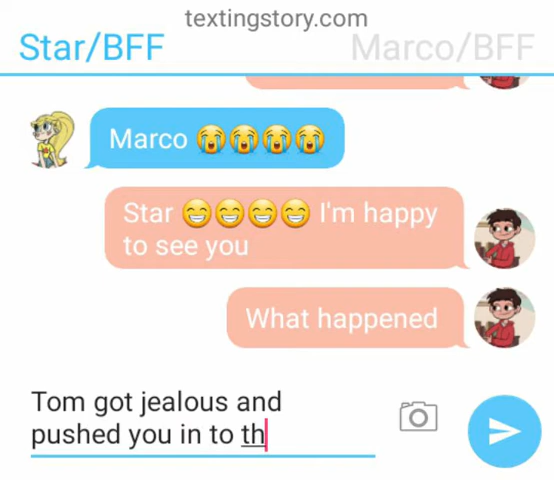 textingstory.com
Star/BFF
Marco/BFF
Marco 😭😭😭😭
Star 😁😁😁😁 I'm happy
to see you
What happened
Tom got jealous and
pushed you in to th